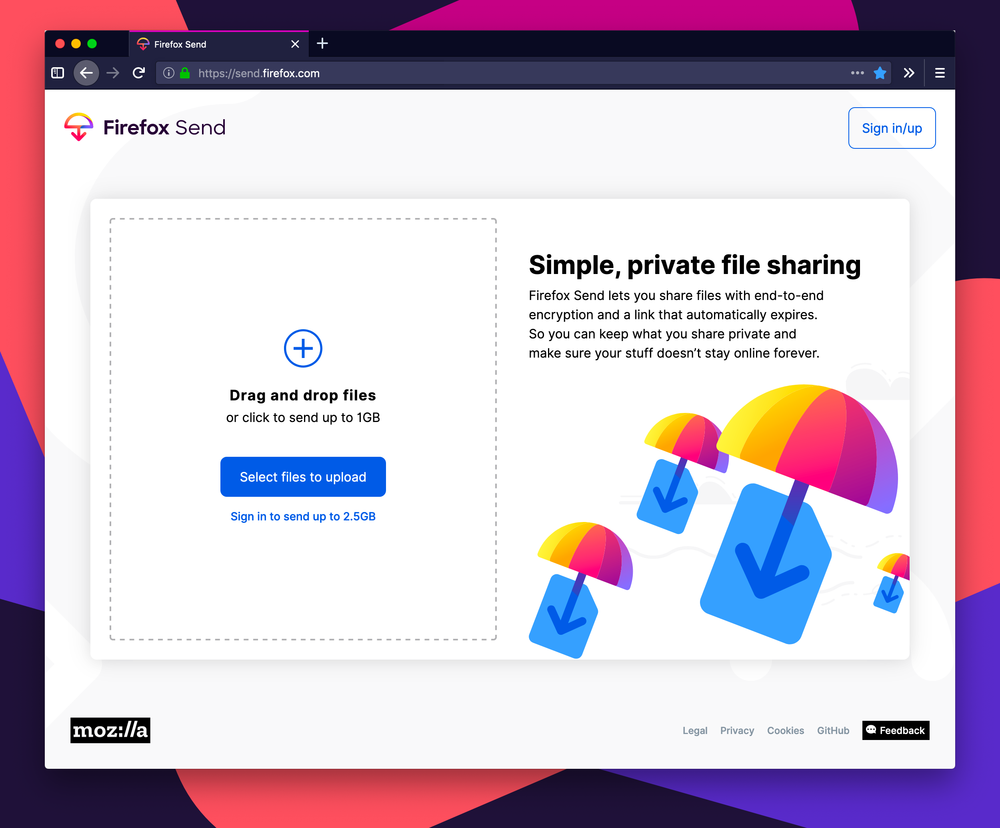 Firefox Send
https://send.firefox.com
Firefox Send
Sign in/up
Drag and drop files
or click to send up to 1GB
Select files to upload
Sign in to send up to 2.5GB
Simple, private file sharing
Firefox Send lets you share files with end-to-end
encryption and a link that automatically expires.
So you can keep what you share private and
make sure your stuff doesn’t stay online forever.
moz://a
Legal Privacy Cookies GitHub Feedback